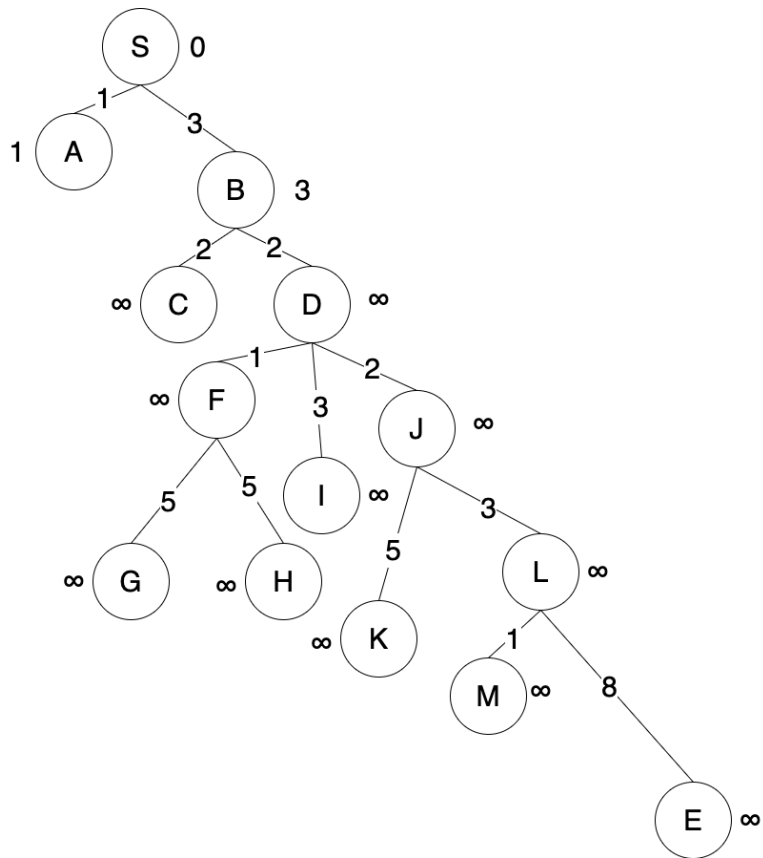 S 0
1
3
1 A
B 3
2 2
∞ C D ∞
1 2
∞ F 3 J ∞
5 5 I ∞ 3
5
∞ G ∞ H L ∞
∞ K 1
M ∞ 8
E ∞